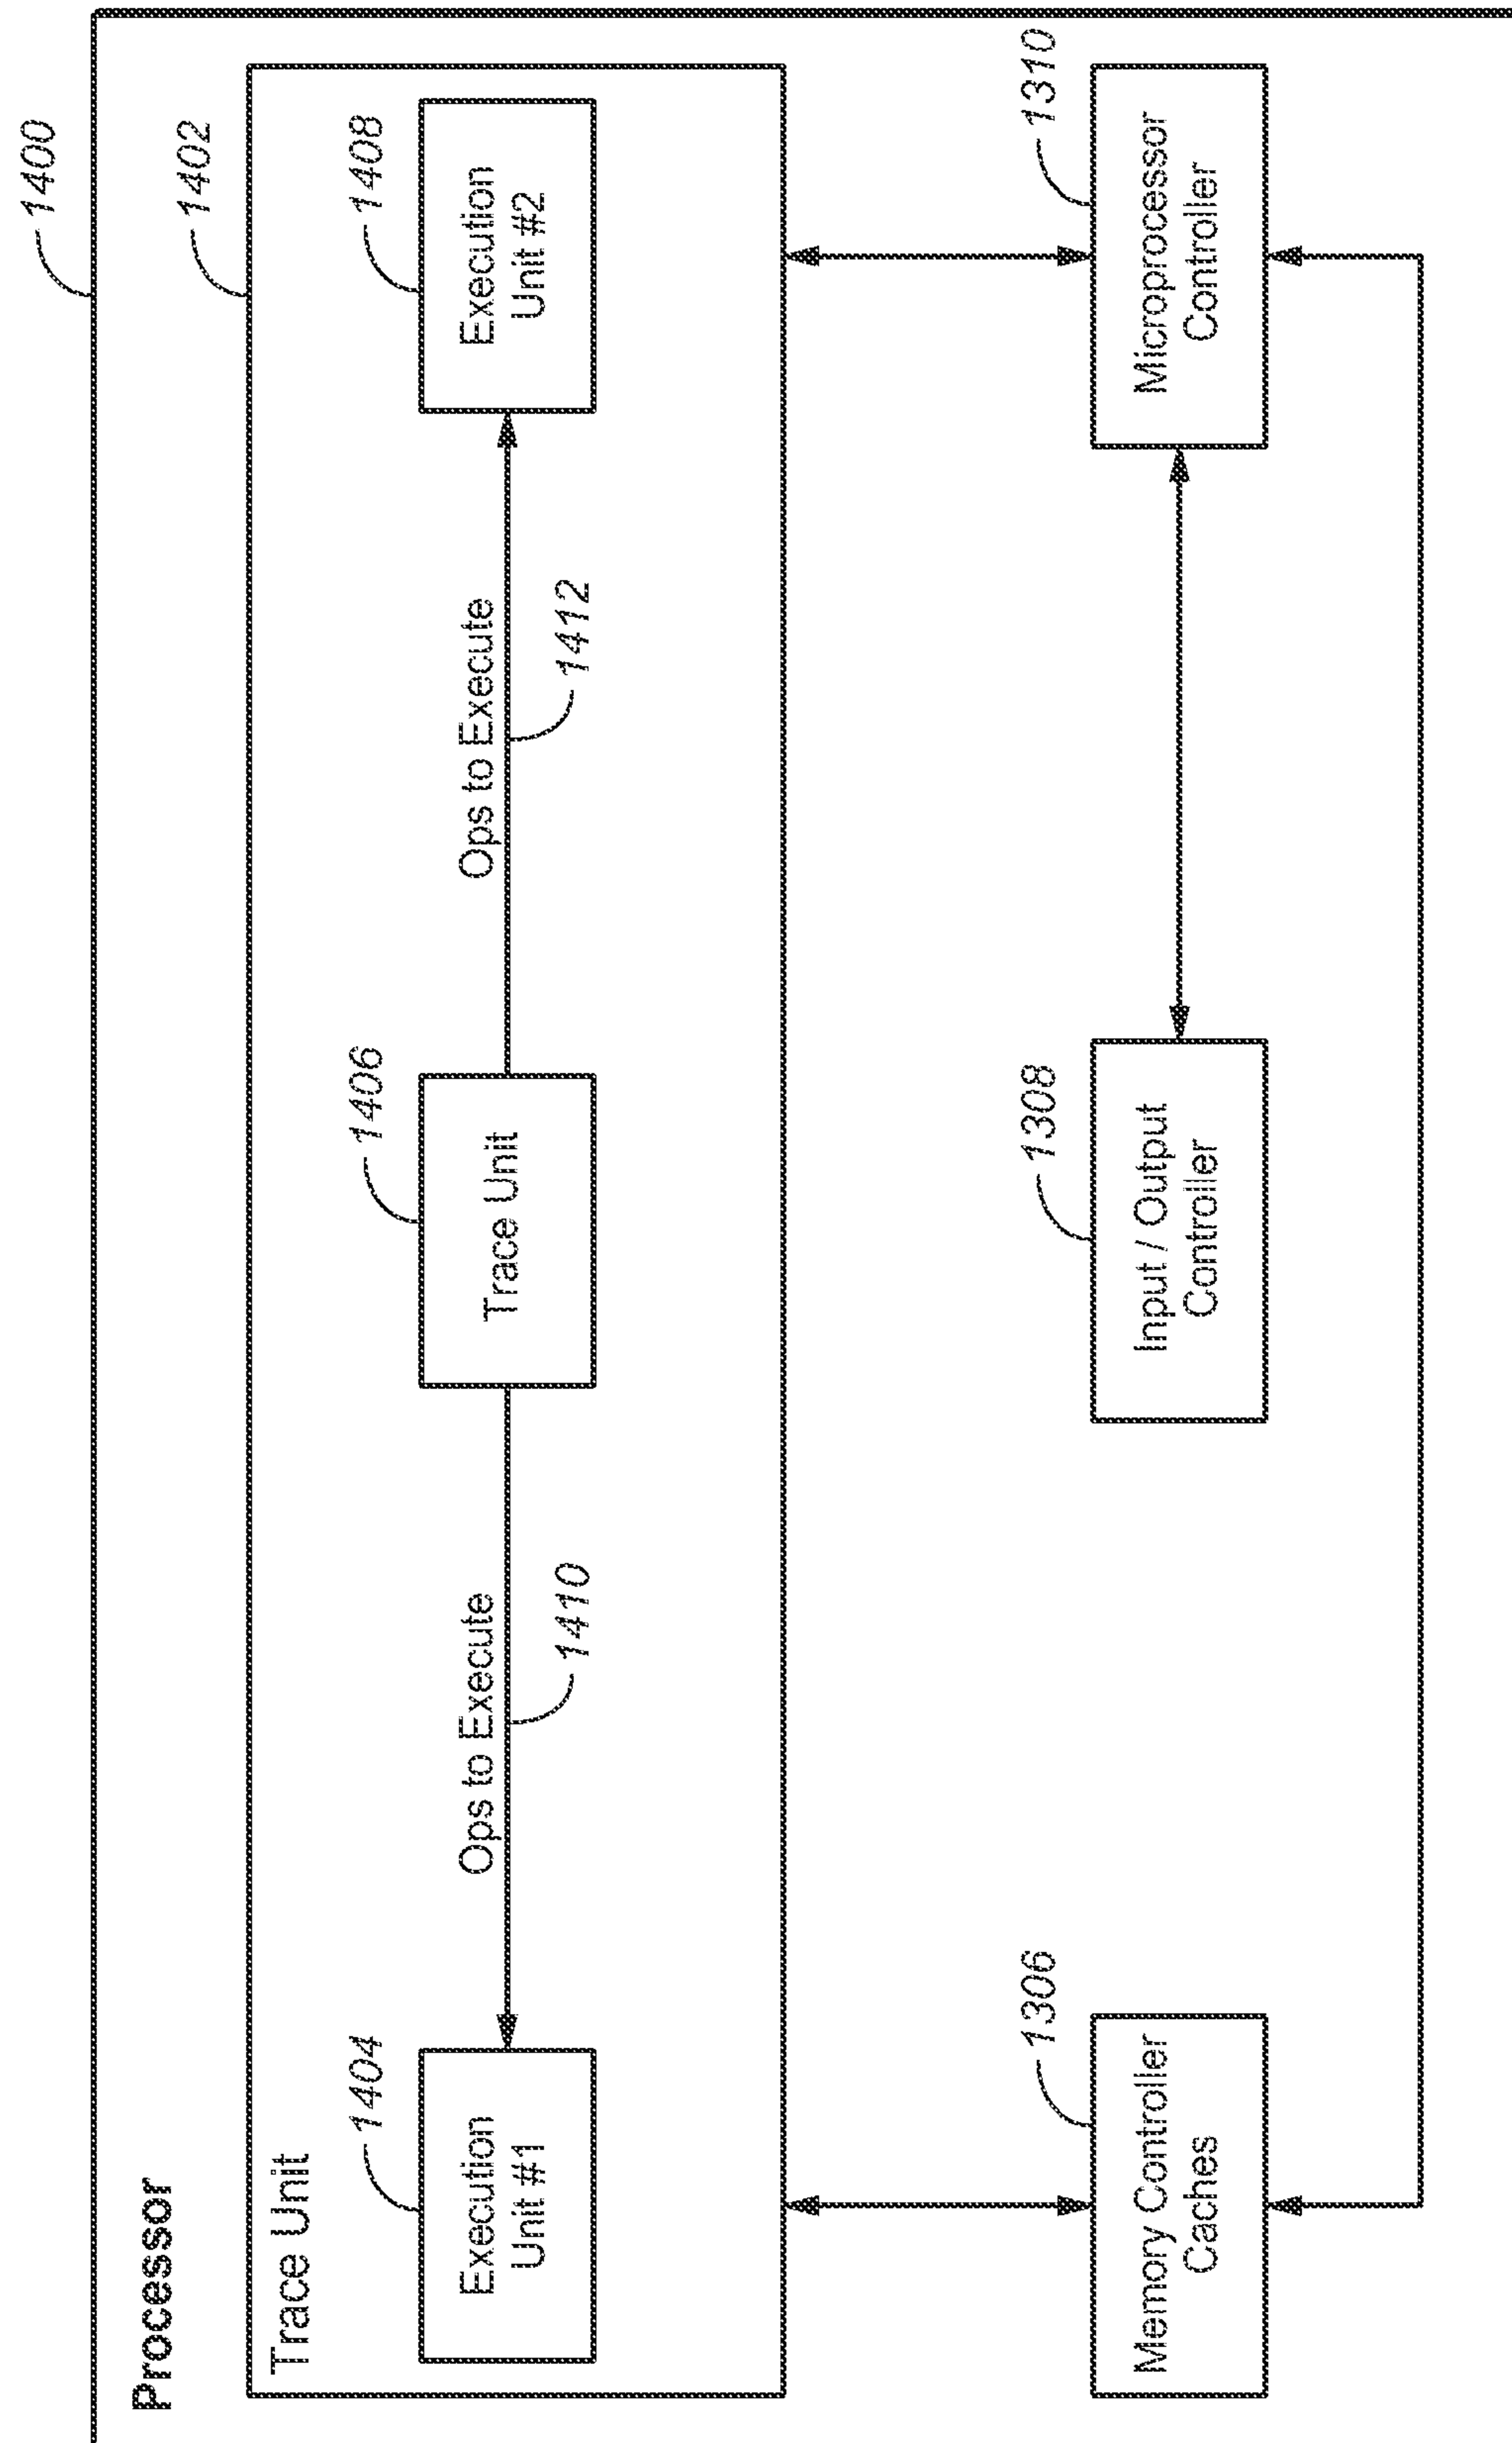 1400
Processor
1402
Trace Unit
1404
Execution
Unit #1
Ops to Execute
1410
1406
Trace Unit
Ops to Execute
1412
1408
Execution
Unit #2
1306
Memory Controller
Caches
1308
Input / Output
Controller
1310
Microprocessor
Controller